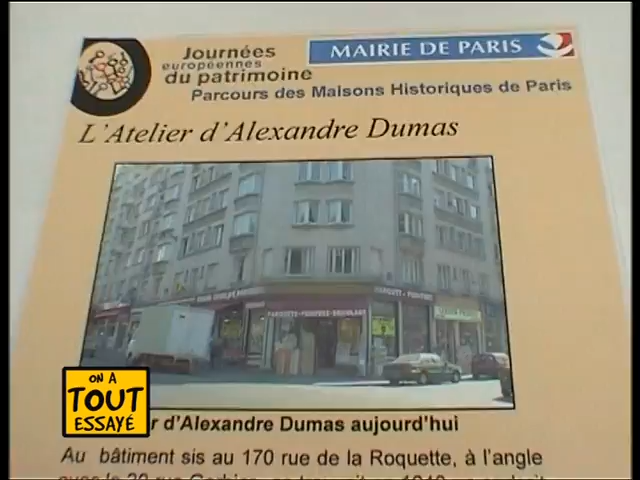 Journées
européennes
du patrimoine
MAIRIE DE PARIS
Parcours des Maisons Historiques de Paris
L'Atelier d'Alexandre Dumas
ON A
TOUT
ESSAYÉ
d'Alexandre Dumas aujourd'hui
Au bâtiment sis au 170 rue de la Roquette, à l'angle